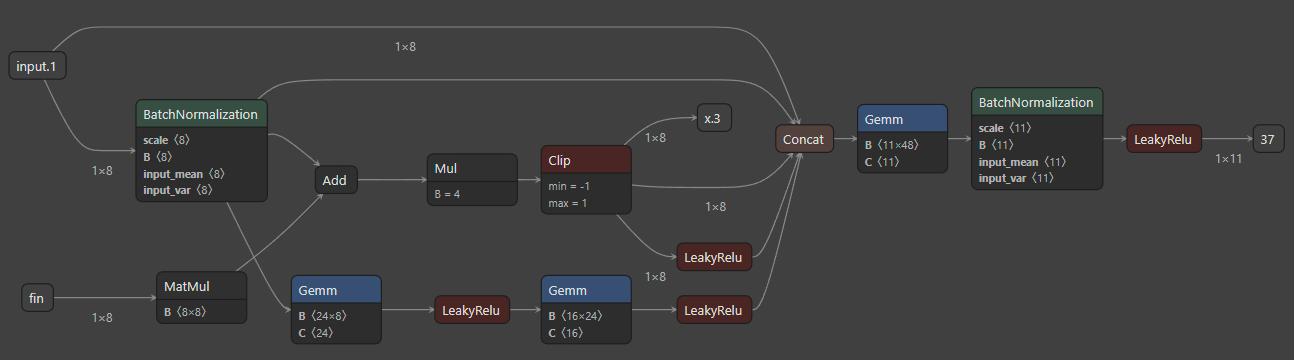 input.1
1×8
1×8
BatchNormalization
scale〈8〉
B〈8〉
input_mean〈8〉
input_var〈8〉
fin
1×8
MatMul
B〈8×8〉
Add
Mul
B = 4
Clip
min = -1
max = 1
1×8
x.3
1×8
1×8
LeakyRelu
Gemm
B〈24×8〉
C〈24〉
LeakyRelu
Gemm
B〈16×24〉
C〈16〉
LeakyRelu
Concat
Gemm
B〈11×48〉
C〈11〉
BatchNormalization
scale〈11〉
B〈11〉
input_mean〈11〉
input_var〈11〉
LeakyRelu
1×11
37